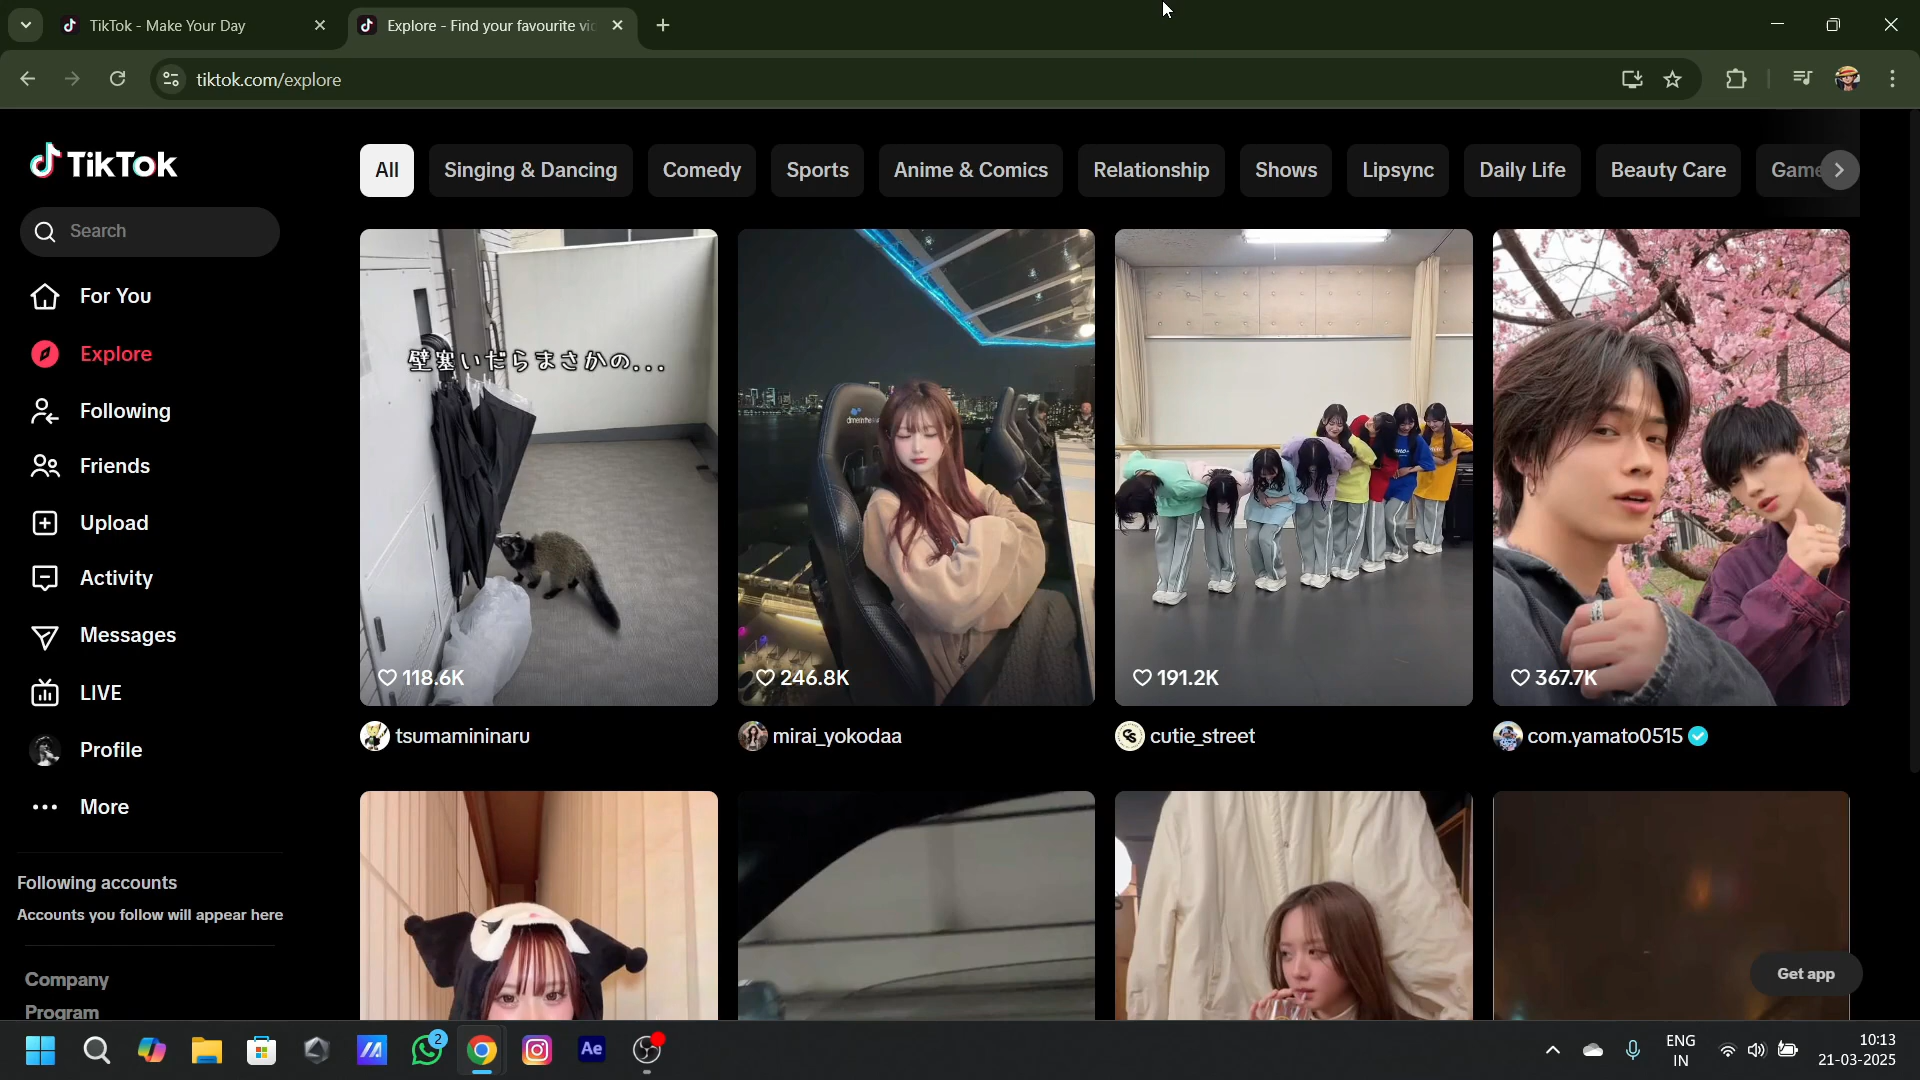 TikTok - Make Your Day
Explore - Find your favourite vi
tiktok.com/explore
TikTok
Search
For You
Explore
Following
Friends
Upload
Activity
Messages
LIVE
Profile
More
Following accounts
Accounts you follow will appear here
Company
Program
All
Singing & Dancing
Comedy
Sports
Anime & Comics
Relationship
Shows
Lipsync
Daily Life
Beauty Care
Game
壁塞いだらまさかの...
118.6K
246.8K
191.2K
367.7K
tsumamininaru
mirai_yokodaa
cutie_street
com.yamato0515
Get app
2
Ae
ENG
IN
10:13
21-03-2025